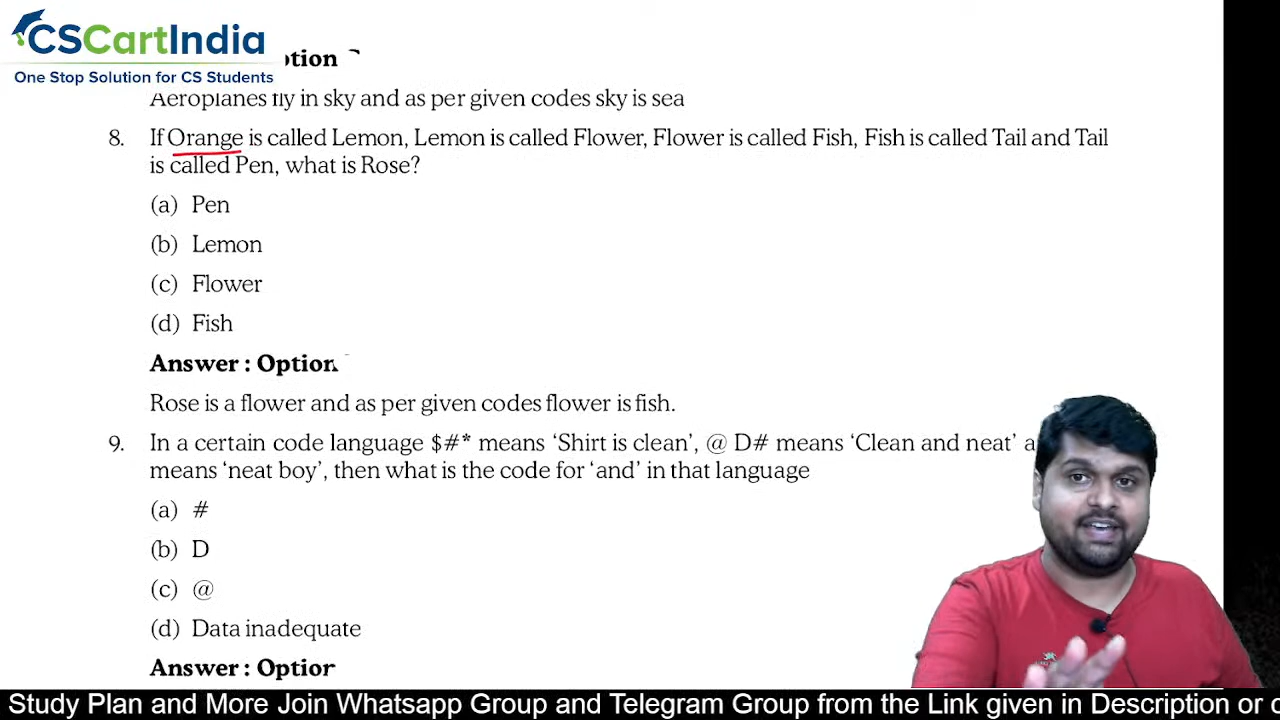 CSCartIndia
One Stop Solution for CS Students
Aeroplanes fly in sky and as per given codes sky is sea
8. If Orange is called Lemon, Lemon is called Flower, Flower is called Fish, Fish is called Tail and Tail
is called Pen, what is Rose?
(a) Pen
(b) Lemon
(c) Flower
(d) Fish
Answer : Option
Rose is a flower and as per given codes flower is fish.
9. In a certain code language $#* means ‘Shirt is clean’, @ D# means ‘Clean and neat’
means ‘neat boy’, then what is the code for ‘and’ in that language
(a) #
(b) D
(c) @
(d) Data inadequate
Answer : Option
Study Plan and More Join Whatsapp Group and Telegram Group from the Link given in Description or